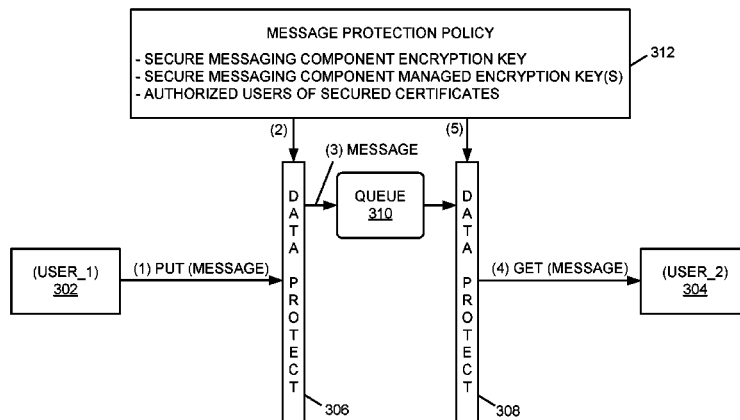 MESSAGE PROTECTION POLICY
- SECURE MESSAGING COMPONENT ENCRYPTION KEY
- SECURE MESSAGING COMPONENT MANAGED ENCRYPTION KEY(S)
- AUTHORIZED USERS OF SECURED CERTIFICATES
312
(2)
(5)
(3) MESSAGE
QUEUE
310
DATA PROTECT
DATA PROTECT
(USER_1)
302
(1) PUT (MESSAGE)
(4) GET (MESSAGE)
(USER_2)
304
306
308